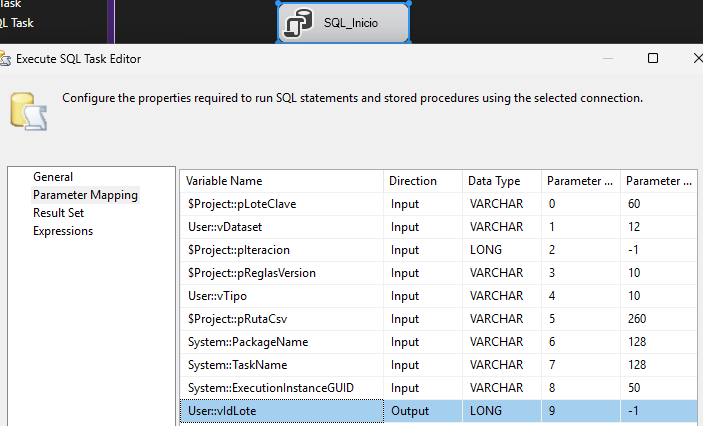 Task
QL Task
SQL_Inicio
Execute SQL Task Editor
Configure the properties required to run SQL statements and stored procedures using the selected connection.
General
Parameter Mapping
Result Set
Expressions
Variable Name Direction Data Type Parameter ... Parameter ...
$Project::pLoteClave Input VARCHAR 0 60
User::vDataset Input VARCHAR 1 12
$Project::pIteracion Input LONG 2 -1
$Project::pReglasVersion Input VARCHAR 3 10
User::vTipo Input VARCHAR 4 10
$Project::pRutaCsv Input VARCHAR 5 260
System::PackageName Input VARCHAR 6 128
System::TaskName Input VARCHAR 7 128
System::ExecutionInstanceGUID Input VARCHAR 8 50
User::vIdLote Output LONG 9 -1